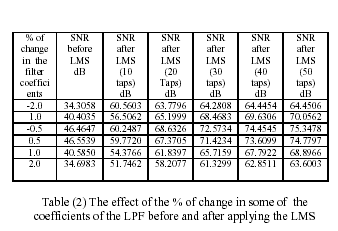 % of change in the filter coeffici ents | SNR before LMS dB | SNR after LMS (10 taps) dB | SNR after LMS (20 Taps) dB | SNR after LMS (30 taps) dB | SNR after LMS (40 taps) dB | SNR after LMS (50 taps) dB
-2.0 | 34.3058 | 60.5603 | 63.7796 | 64.2808 | 64.4454 | 64.4506
1.0 | 40.4035 | 56.5062 | 65.1999 | 68.4683 | 69.6306 | 70.0562
-0.5 | 46.4647 | 60.2487 | 68.6326 | 72.5734 | 74.4545 | 75.3478
0.5 | 46.5539 | 59.7720 | 67.3705 | 71.4234 | 73.6099 | 74.7797
1.0 | 40.5850 | 54.3766 | 61.8397 | 65.7159 | 67.7922 | 68.8966
2.0 | 34.6983 | 51.7462 | 58.2077 | 61.3299 | 62.8511 | 63.6003
Table (2) The effect of the % of change in some of the
coefficients of the LPF before and after applying the LMS